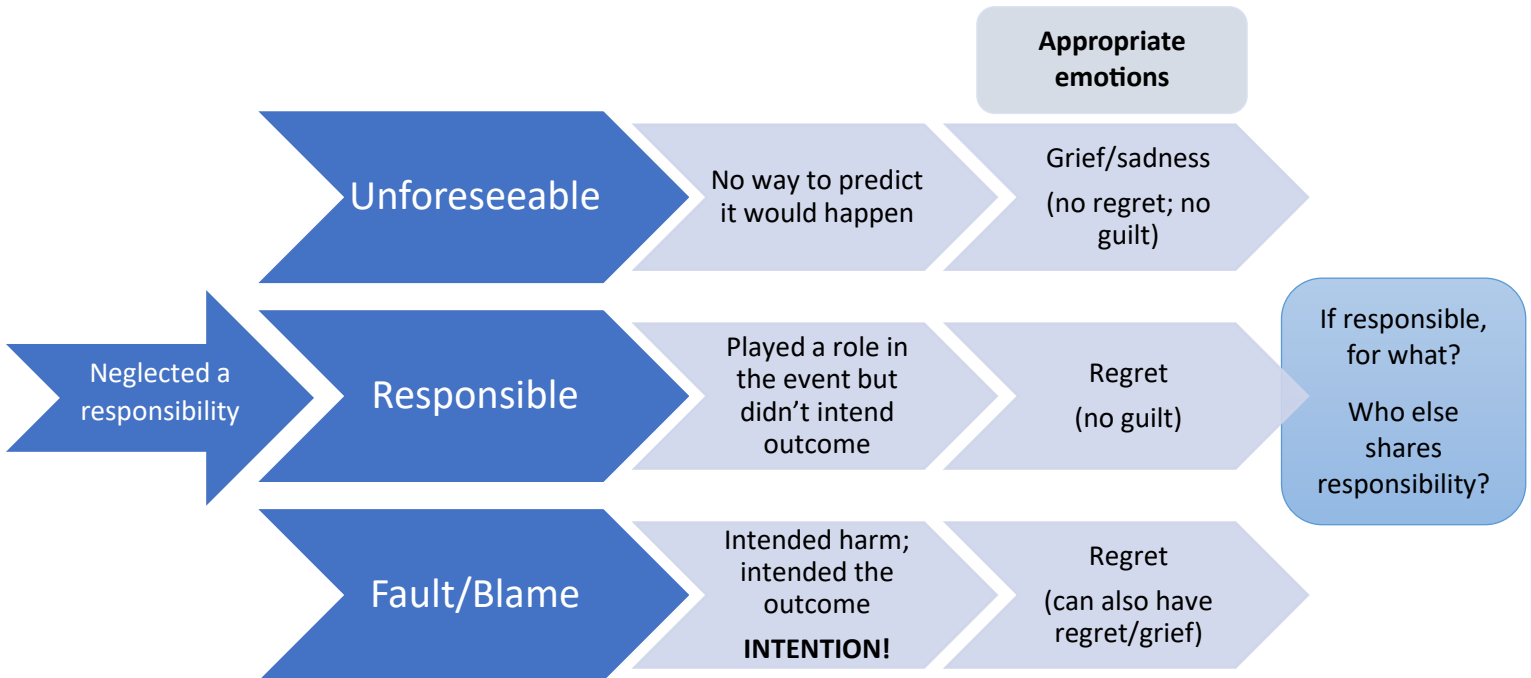 Appropriate
emotions
Unforeseeable
No way to predict
it would happen
Grief/sadness
(no regret; no
guilt)
Neglected a
responsibility
Responsible
Played a role in
the event but
didn’t intend
outcome
Regret
(no guilt)
If responsible,
for what?
Who else
shares
responsibility?
Fault/Blame
Intended harm;
intended the
outcome
INTENTION!
Regret
(can also have
regret/grief)